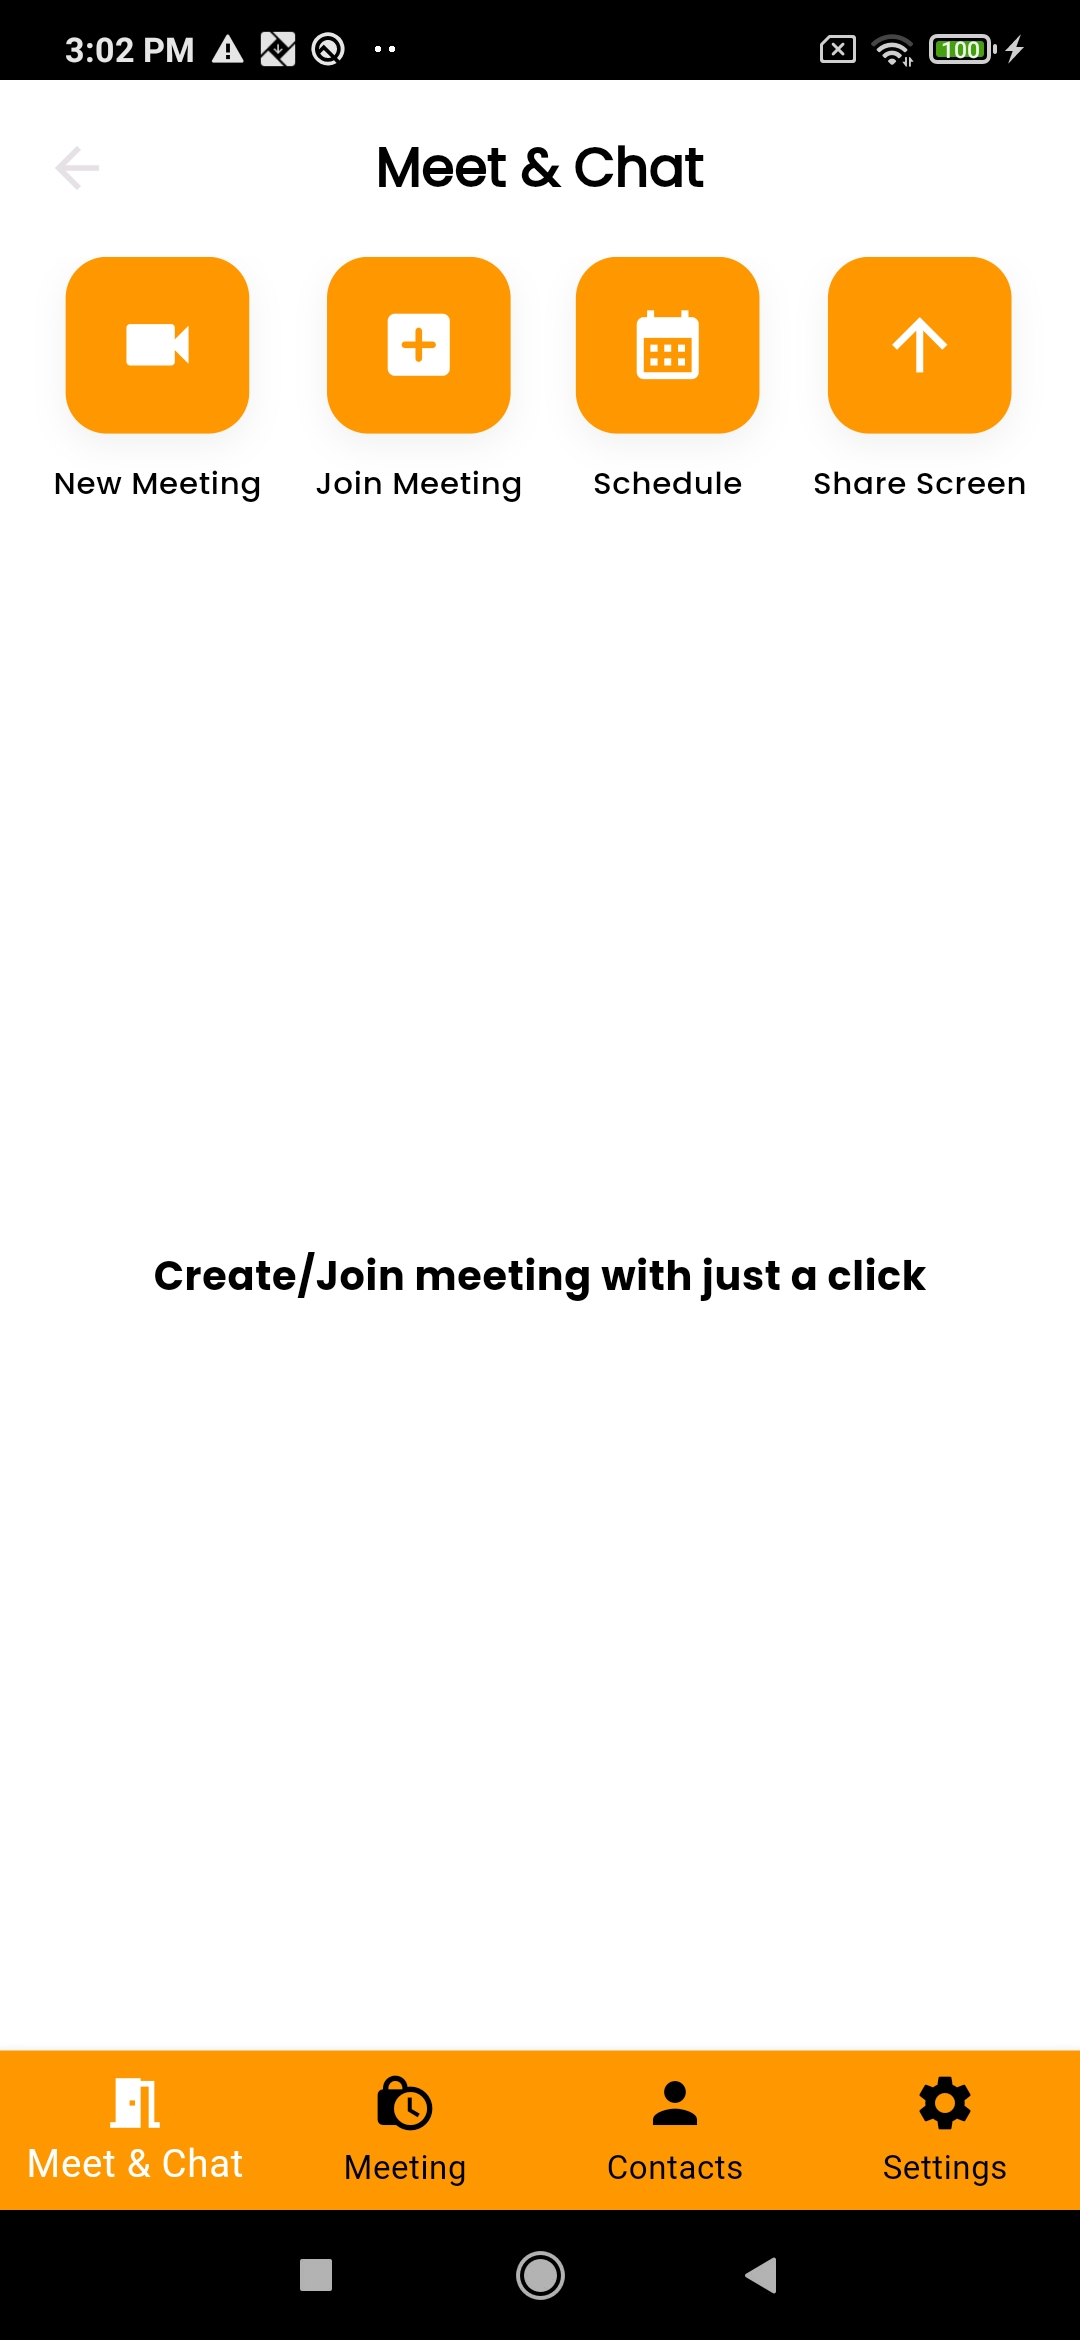 3:02 PM
100
Meet & Chat
New Meeting Join Meeting Schedule Share Screen
Create/Join meeting with just a click
Meet & Chat Meeting Contacts Settings